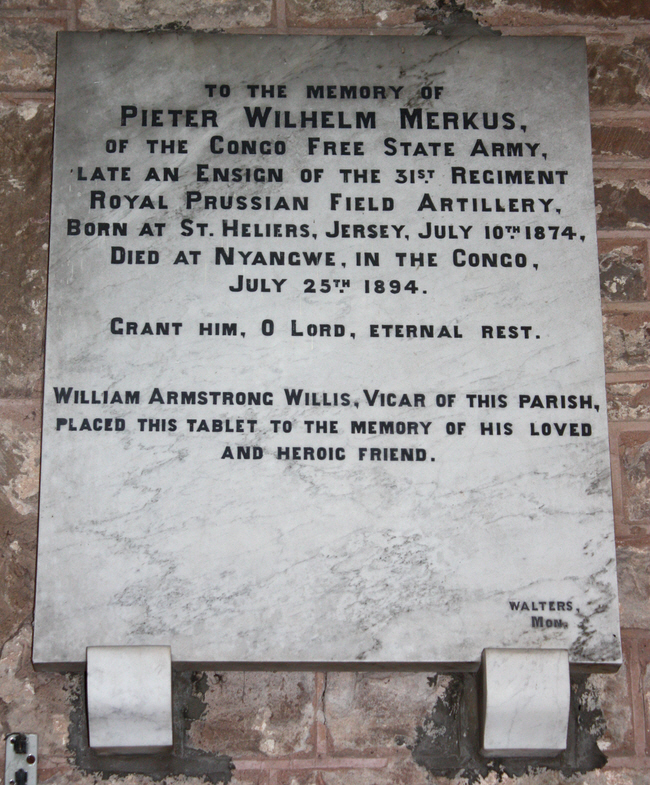 TO THE MEMORY OF
PIETER WILHELM MERKUS,
OF THE CONGO FREE STATE ARMY,
LATE AN ENSIGN OF THE 31ST. REGIMENT
ROYAL PRUSSIAN FIELD ARTILLERY,
BORN AT ST. HELIERS, JERSEY, JULY 10TH. 1874,
DIED AT NYANGWE, IN THE CONGO,
JULY 25TH. 1894.
GRANT HIM, O LORD, ETERNAL REST.
WILLIAM ARMSTRONG WILLIS, VICAR OF THIS PARISH,
PLACED THIS TABLET TO THE MEMORY OF HIS LOVED
AND HEROIC FRIEND.
WALTERS,
MON.